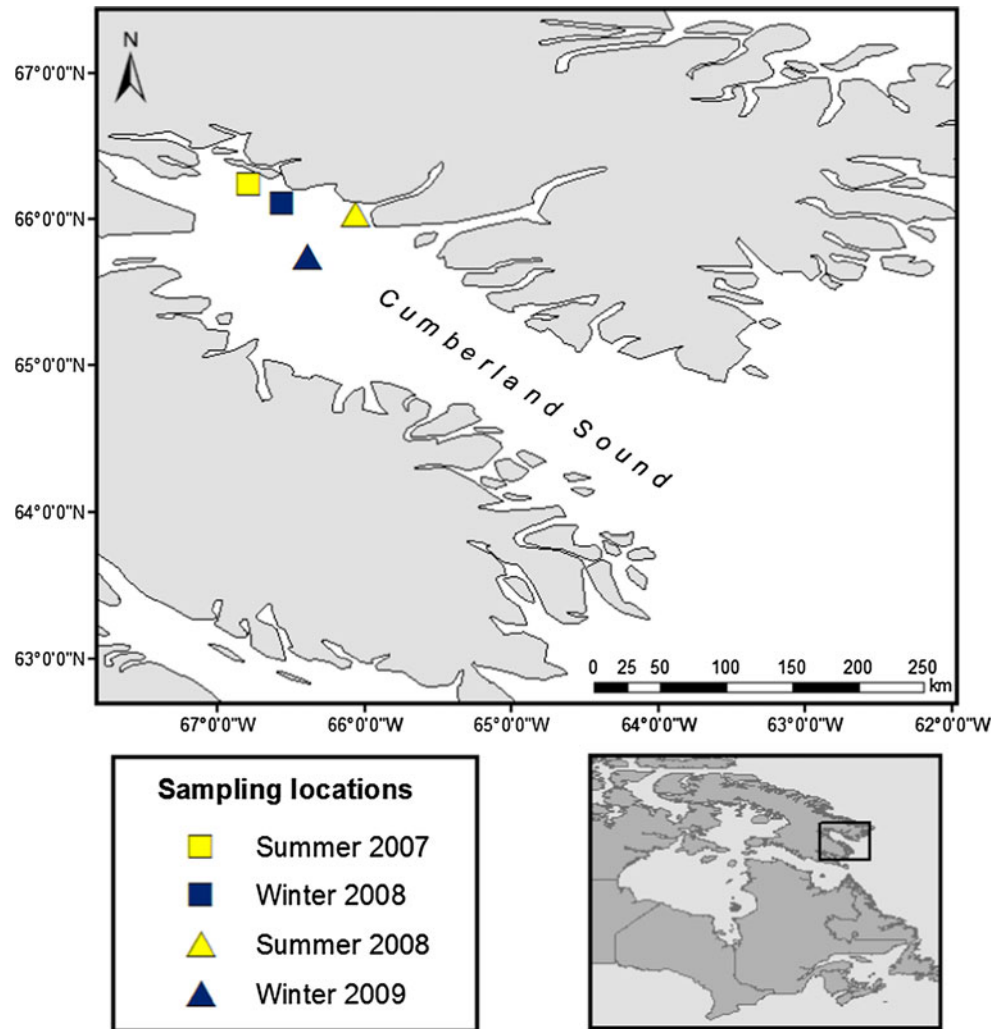 N
67°0'0"N
66°0'0"N
65°0'0"N
64°0'0"N
63°0'0"N
Cumberland Sound
0 25 50 100 150 200 250
km
67°0'0"W 66°0'0"W 65°0'0"W 64°0'0"W 63°0'0"W 62°0'0"W
Sampling locations
Summer 2007
Winter 2008
Summer 2008
Winter 2009